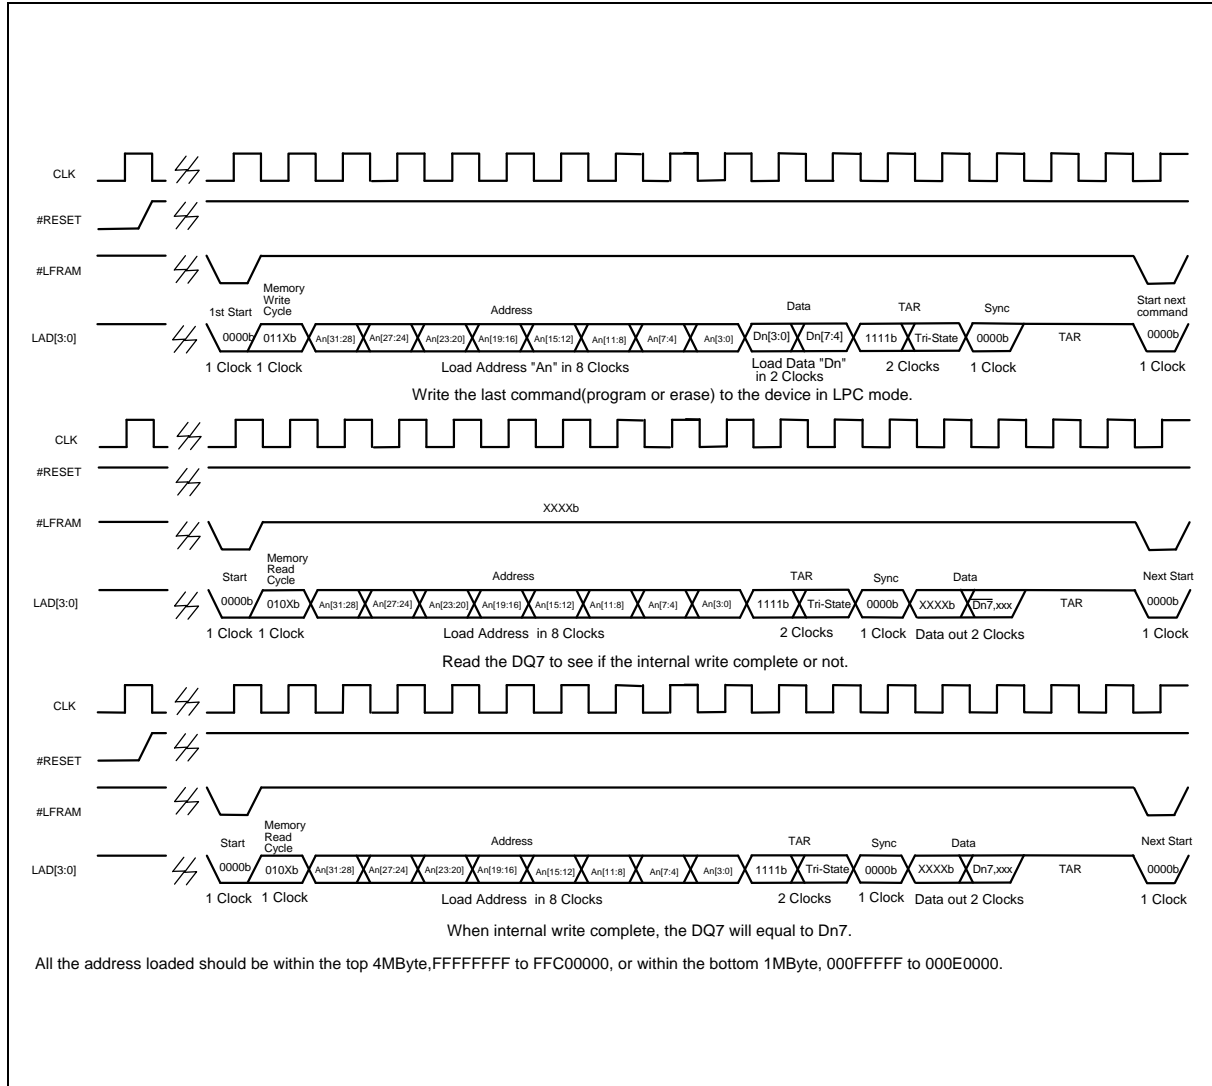 CLK
#RESET
#LFRAM
1st Start Memory Write Cycle Address Data TAR Sync Start next command
LAD[3:0] 0000b 011Xb An[31:28] An[27:24] An[23:20] An[19:16] An[15:12] An[11:8] An[7:4] An[3:0] Dn[3:0] Dn[7:4] 1111b Tri-State 0000b TAR 0000b
1 Clock 1 Clock Load Address "An" in 8 Clocks Load Data "Dn" in 2 Clocks 2 Clocks 1 Clock 1 Clock
Write the last command(program or erase) to the device in LPC mode.
CLK
#RESET
XXXXb
#LFRAM
Start Memory Read Cycle Address TAR Sync Data Next Start
LAD[3:0] 0000b 010Xb An[31:28] An[27:24] An[23:20] An[19:16] An[15:12] An[11:8] An[7:4] An[3:0] 1111b Tri-State 0000b XXXXb D̅n̅7̅,xxx TAR 0000b
1 Clock 1 Clock Load Address in 8 Clocks 2 Clocks 1 Clock Data out 2 Clocks 1 Clock
Read the DQ7 to see if the internal write complete or not.
CLK
#RESET
#LFRAM
Start Memory Read Cycle Address TAR Sync Data Next Start
LAD[3:0] 0000b 010Xb An[31:28] An[27:24] An[23:20] An[19:16] An[15:12] An[11:8] An[7:4] An[3:0] 1111b Tri-State 0000b XXXXb Dn7,xxx TAR 0000b
1 Clock 1 Clock Load Address in 8 Clocks 2 Clocks 1 Clock Data out 2 Clocks 1 Clock
When internal write complete, the DQ7 will equal to Dn7.
All the address loaded should be within the top 4MByte,FFFFFFFF to FFC00000, or within the bottom 1MByte, 000FFFFF to 000E0000.